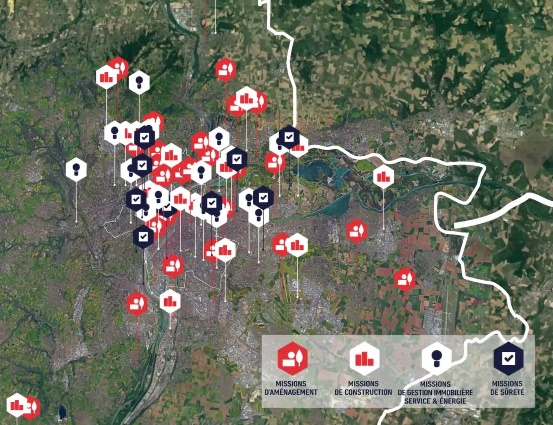 MISSIONS
D'AMÉNAGEMENT
MISSIONS
DE CONSTRUCTION
MISSIONS
DE GESTION IMMOBILIÈRE
SERVICE & ÉNERGIE
MISSIONS
DE SÛRETÉ